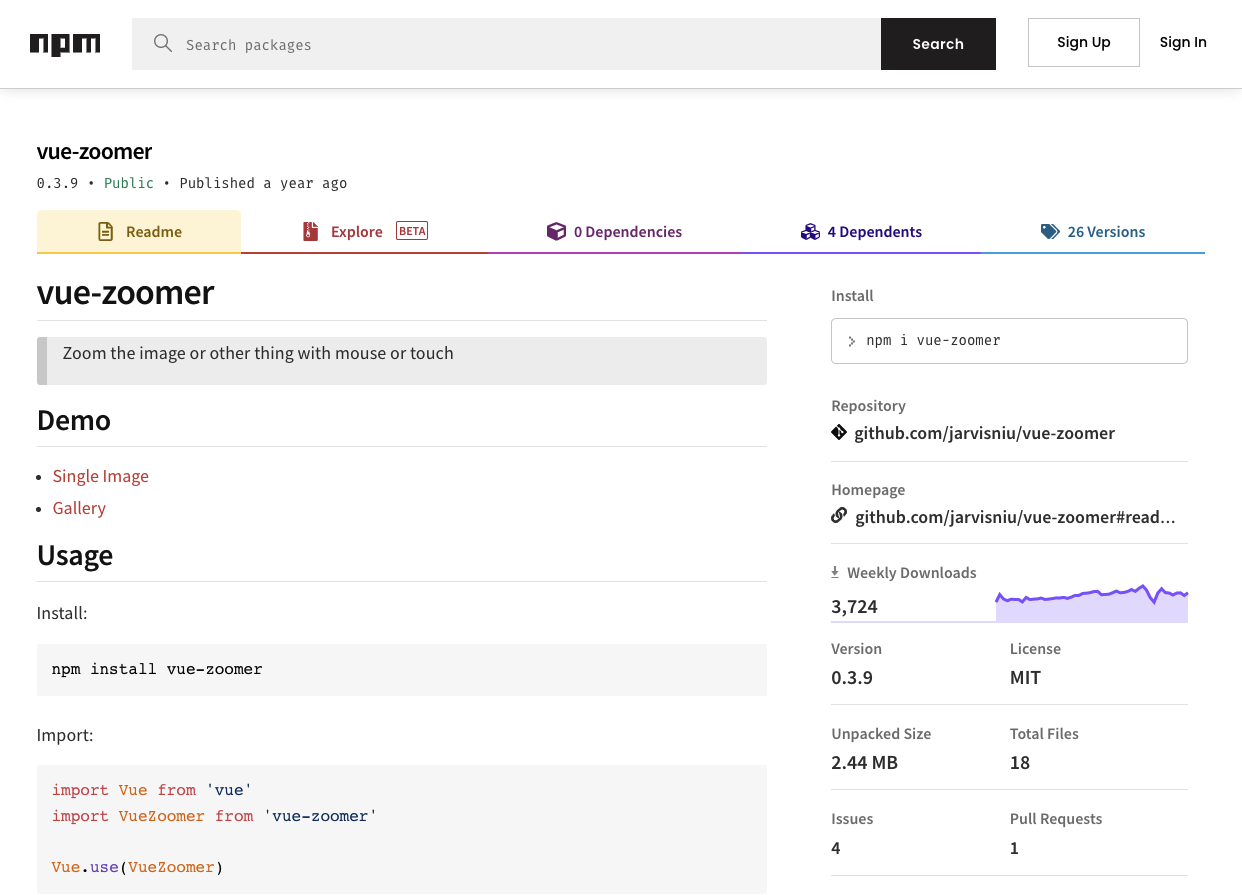 npm
Search packages
Search
Sign Up
Sign In
vue-zoomer
0.3.9 • Public • Published a year ago
Readme
Explore BETA
0 Dependencies
4 Dependents
26 Versions
vue-zoomer
Zoom the image or other thing with mouse or touch
Demo
• Single Image
• Gallery
Usage
Install:
npm install vue-zoomer
Import:
import Vue from 'vue'
import VueZoomer from 'vue-zoomer'
Vue.use(VueZoomer)
Install
> npm i vue-zoomer
Repository
github.com/jarvisniu/vue-zoomer
Homepage
github.com/jarvisniu/vue-zoomer#read...
Weekly Downloads
3,724
Version
0.3.9
License
MIT
Unpacked Size
2.44 MB
Total Files
18
Issues
4
Pull Requests
1